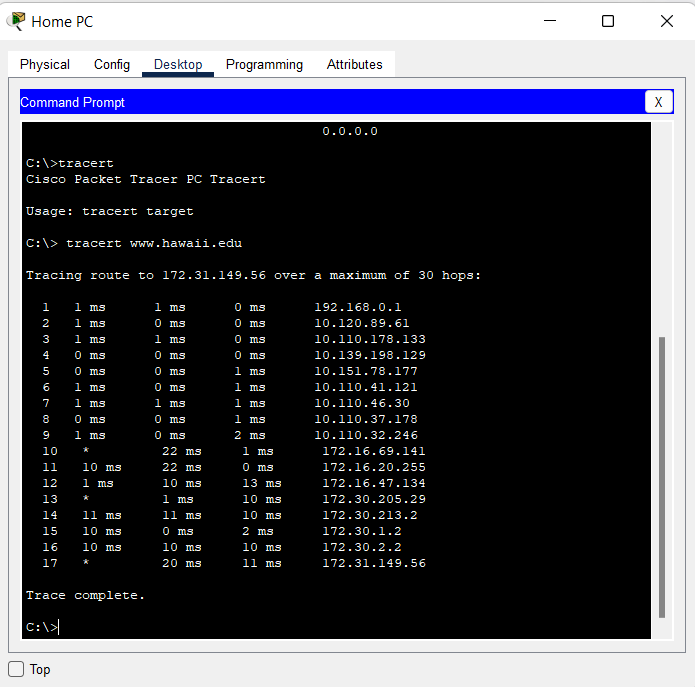 Home PC
Physical Config Desktop Programming Attributes
Command Prompt X
0.0.0.0
C:\>tracert
Cisco Packet Tracer PC Tracert
Usage: tracert target
C:\> tracert www.hawaii.edu
Tracing route to 172.31.149.56 over a maximum of 30 hops:
1 1 ms 1 ms 0 ms 192.168.0.1
2 1 ms 0 ms 0 ms 10.120.89.61
3 1 ms 1 ms 0 ms 10.110.178.133
4 0 ms 0 ms 0 ms 10.139.198.129
5 0 ms 0 ms 1 ms 10.151.78.177
6 1 ms 0 ms 1 ms 10.110.41.121
7 1 ms 1 ms 1 ms 10.110.46.30
8 0 ms 0 ms 1 ms 10.110.37.178
9 1 ms 0 ms 2 ms 10.110.32.246
10 * 22 ms 1 ms 172.16.69.141
11 10 ms 22 ms 0 ms 172.16.20.255
12 1 ms 10 ms 13 ms 172.16.47.134
13 * 1 ms 10 ms 172.30.205.29
14 11 ms 11 ms 10 ms 172.30.213.2
15 10 ms 0 ms 2 ms 172.30.1.2
16 10 ms 10 ms 10 ms 172.30.2.2
17 * 20 ms 11 ms 172.31.149.56
Trace complete.
C:\>
Top